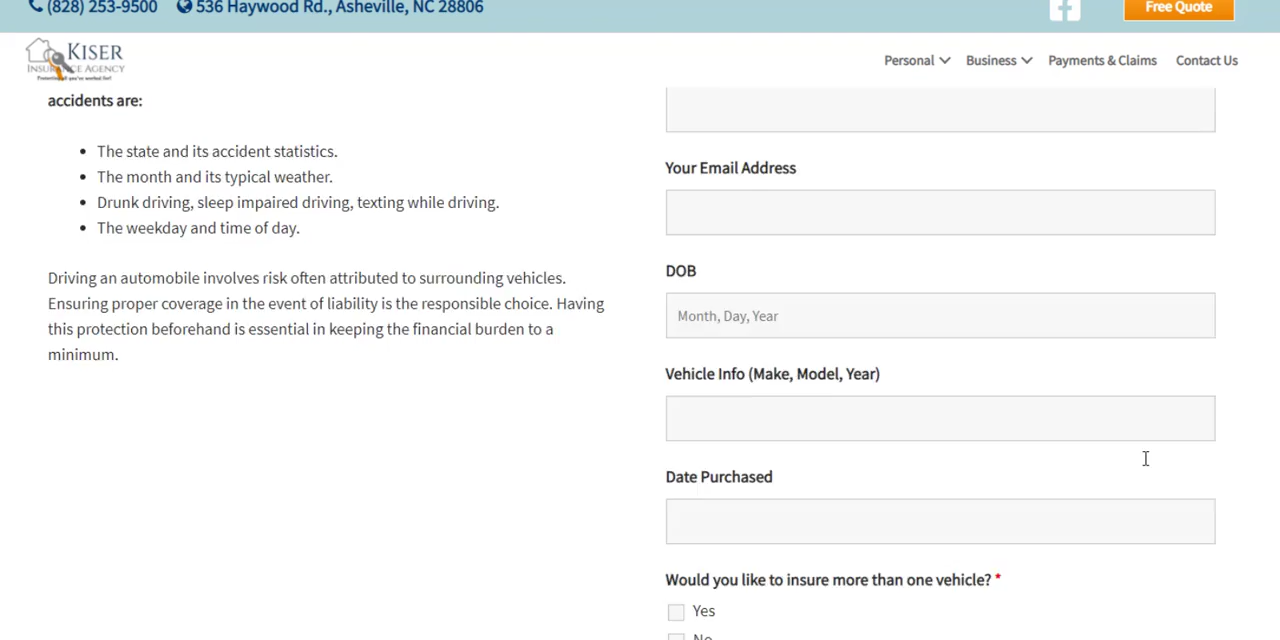 (828) 253-9500 536 Haywood Rd., Asheville, NC 28806
Free Quote
KISER
INSURANCE AGENCY
Personal Business Payments & Claims Contact Us
accidents are:
• The state and its accident statistics.
• The month and its typical weather.
• Drunk driving, sleep impaired driving, texting while driving.
• The weekday and time of day.
Driving an automobile involves risk often attributed to surrounding vehicles.
Ensuring proper coverage in the event of liability is the responsible choice. Having
this protection beforehand is essential in keeping the financial burden to a
minimum.
Your Email Address
DOB
Month, Day, Year
Vehicle Info (Make, Model, Year)
Date Purchased
Would you like to insure more than one vehicle? *
Yes
No